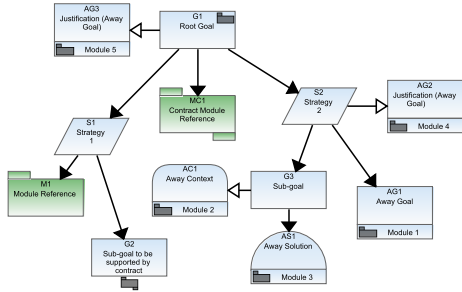 AG3
Justification (Away
Goal)
Module 5
G1
Root Goal
MC1
Contract Module
Reference
S2
Strategy
2
AG2
Justification (Away
Goal)
Module 4
S1
Strategy
1
M1
Module Reference
AC1
Away Context
Module 2
G3
Sub-goal
AG1
Away Goal
Module 1
G2
Sub-goal to be
supported by
contract
AS1
Away Solution
Module 3